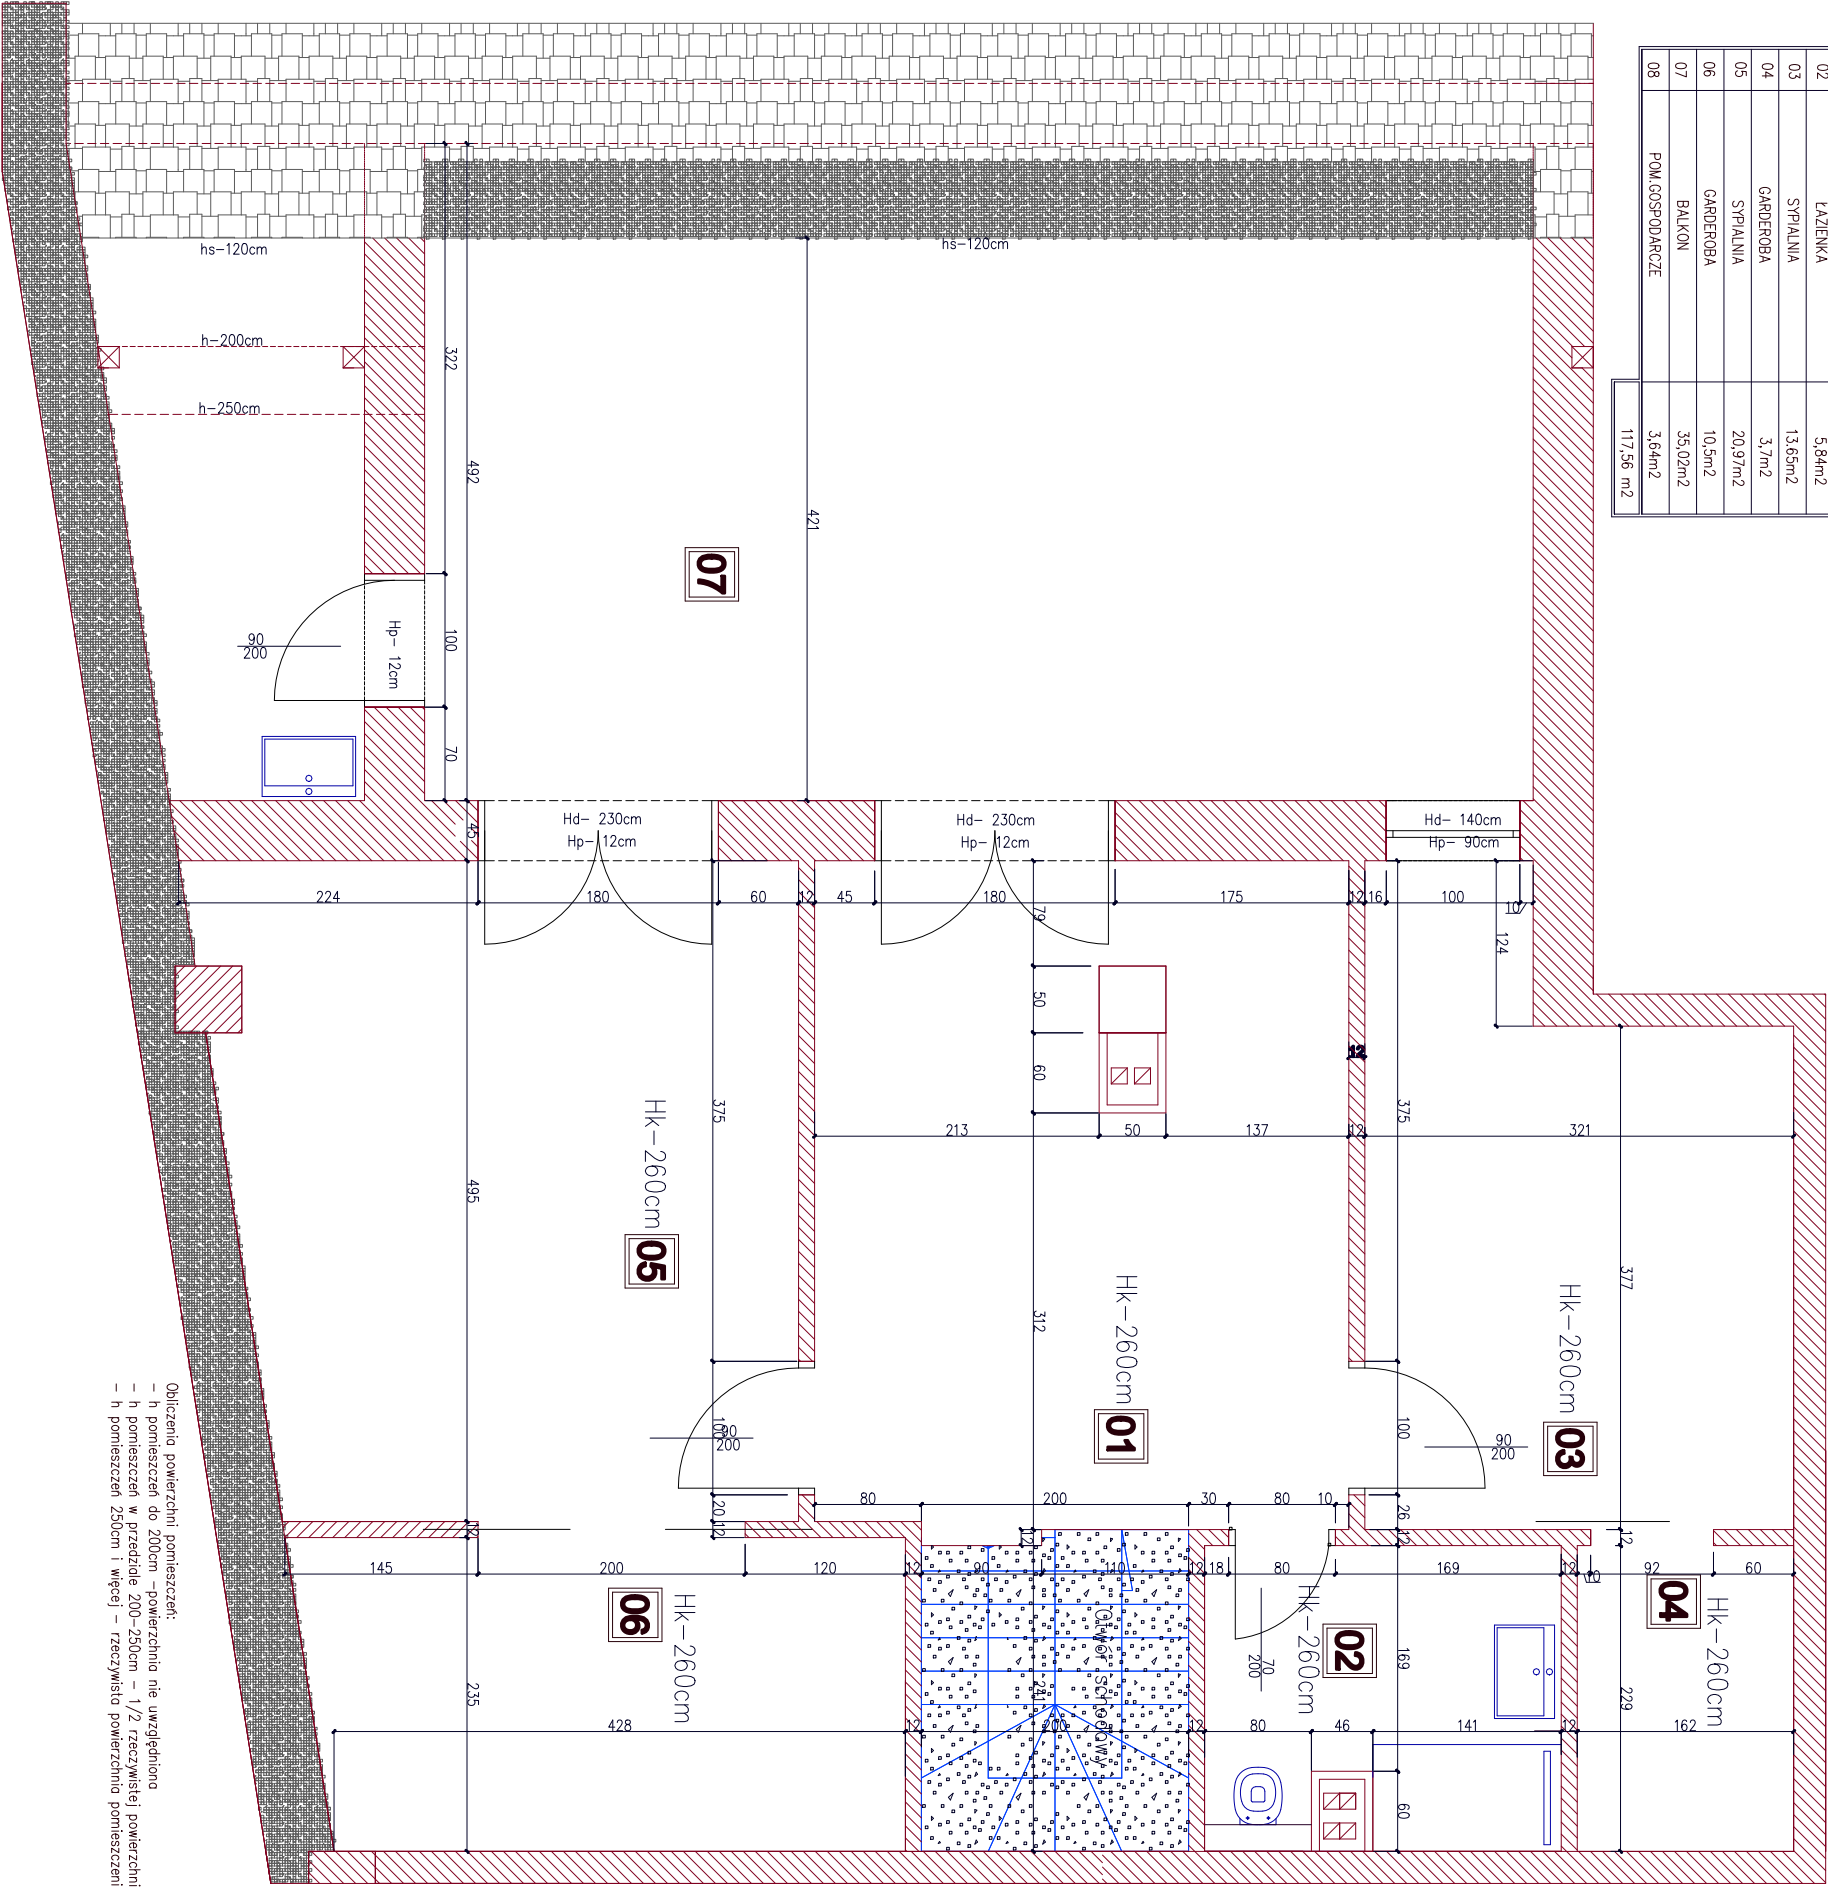 02 ŁAZIENKA 5,84m2
03 SYPIALNIA 13.65m2
04 GARDEROBA 3,7m2
05 SYPIALNIA 20,97m2
06 GARDEROBA 10,5m2
07 BALKON 35,02m2
08 POM.GOSPODARCZE 3,64m2
117,56 m2
hs-120cm
hs-120cm
h-200cm
h-250cm
322
492
421
07
100
Hp- 12cm
90
200
70
45
Hd- 230cm
Hp- 12cm
Hd- 230cm
Hp- 12cm
Hd- 140cm
Hp- 90cm
224
180
60
12
45
180
175
12
16
100
10
79
124
50
60
12
375
375
213
50
137
12
321
Hk-260cm
05
495
312
377
Hk-260cm
01
Hk-260cm
03
100
90
200
100
90
200
80
200
30
80
10
20
12
12
26
12
12
12
145
200
120
12
90
110
12
18
80
169
12
10
92
60
06
Hk-260cm
Otwór schodowy
70
200
Hk-260cm
02
169
04
Hk-260cm
235
241
229
428
12
200
12
80
46
141
12
162
60
Obliczenia powierzchni pomieszczeń:
- h pomieszczeń do 200cm -powierzchnia nie uwzględniona
- h pomieszczeń w przedziale 200-250cm - 1/2 rzeczywistej powierzchni
- h pomieszczeń 250cm i więcej - rzeczywista powierzchnia pomieszczeni